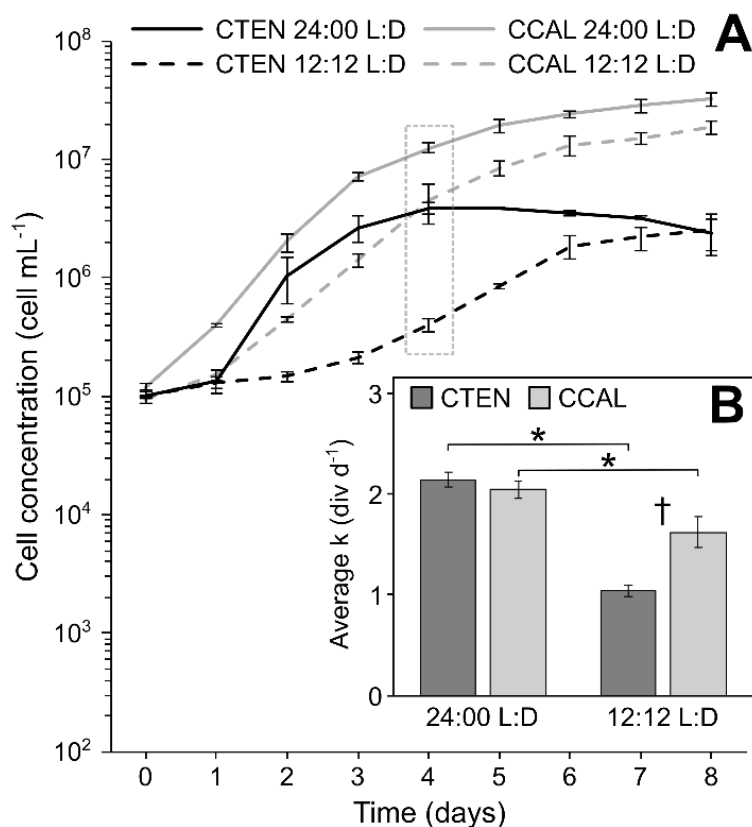 CTEN 24:00 L:D CCAL 24:00 L:D A
CTEN 12:12 L:D CCAL 12:12 L:D
Cell concentration (cell mL⁻¹)
10⁸
10⁷
10⁶
10⁵
10⁴
10³
10²
0 1 2 3 4 5 6 7 8
Time (days)
CTEN CCAL B
Average k (div d⁻¹)
3
2
1
0
* 
*
†
24:00 L:D 12:12 L:D